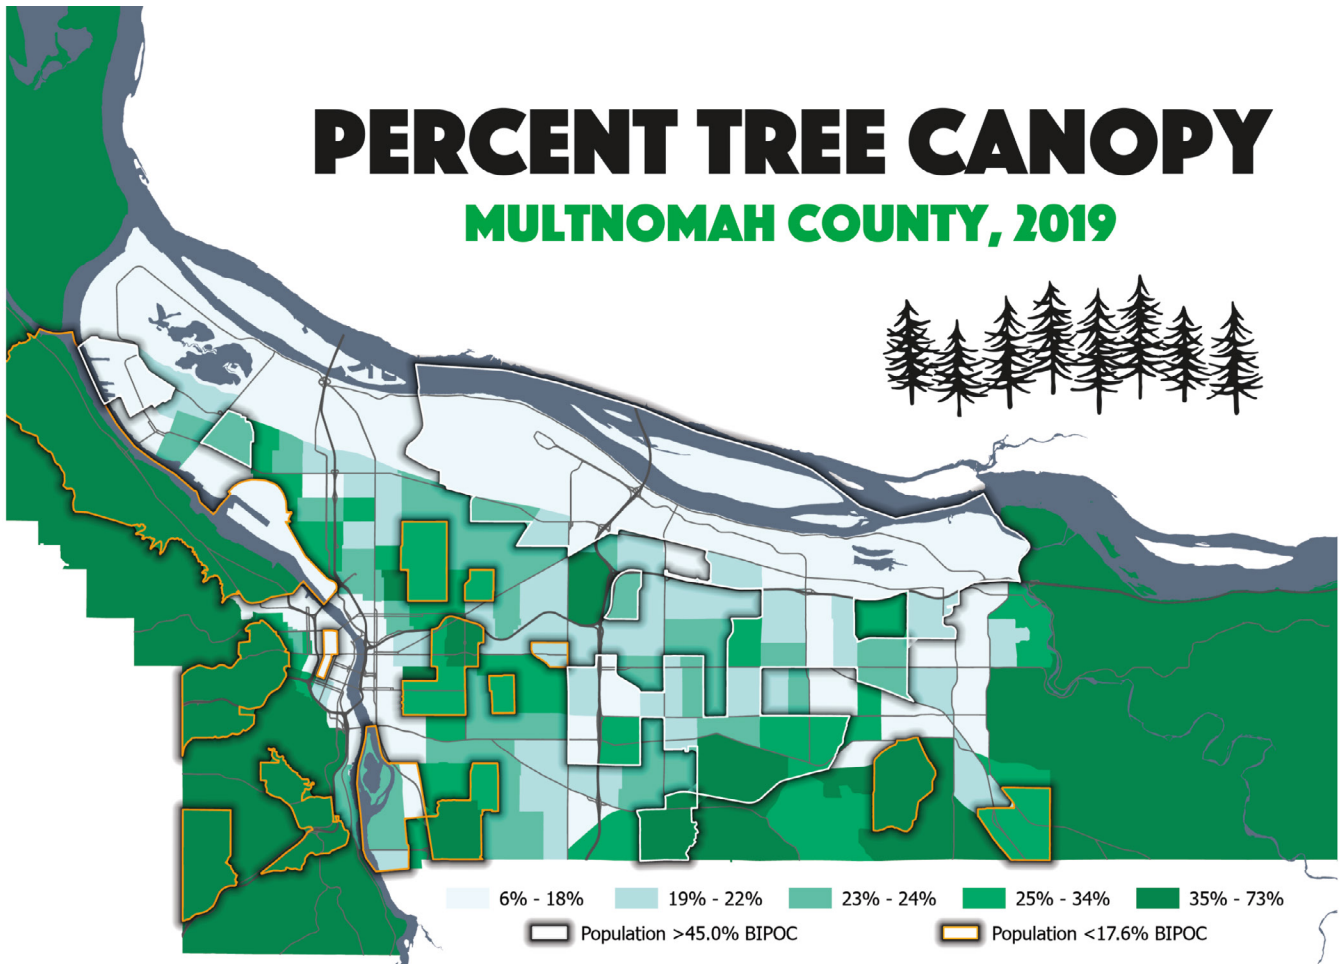 PERCENT TREE CANOPY
MULTNOMAH COUNTY, 2019
6% - 18% 19% - 22% 23% - 24% 25% - 34% 35% - 73%
Population >45.0% BIPOC Population <17.6% BIPOC